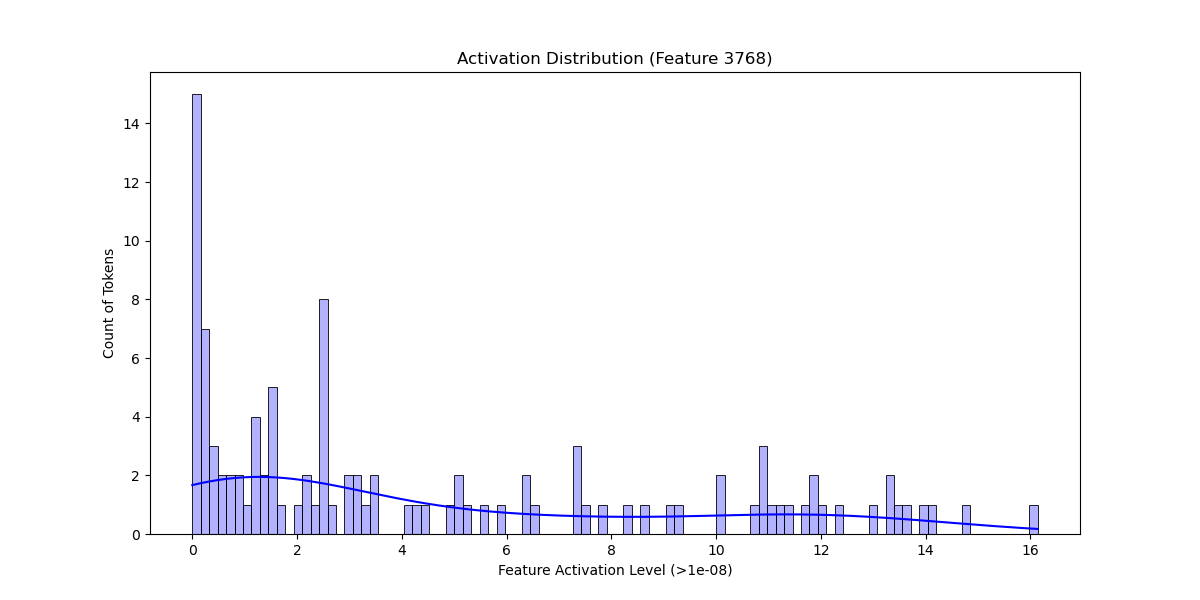 Activation Distribution (Feature 3768)
Count of Tokens
14
12
10
8
6
4
2
0
0 2 4 6 8 10 12 14 16
Feature Activation Level (>1e-08)